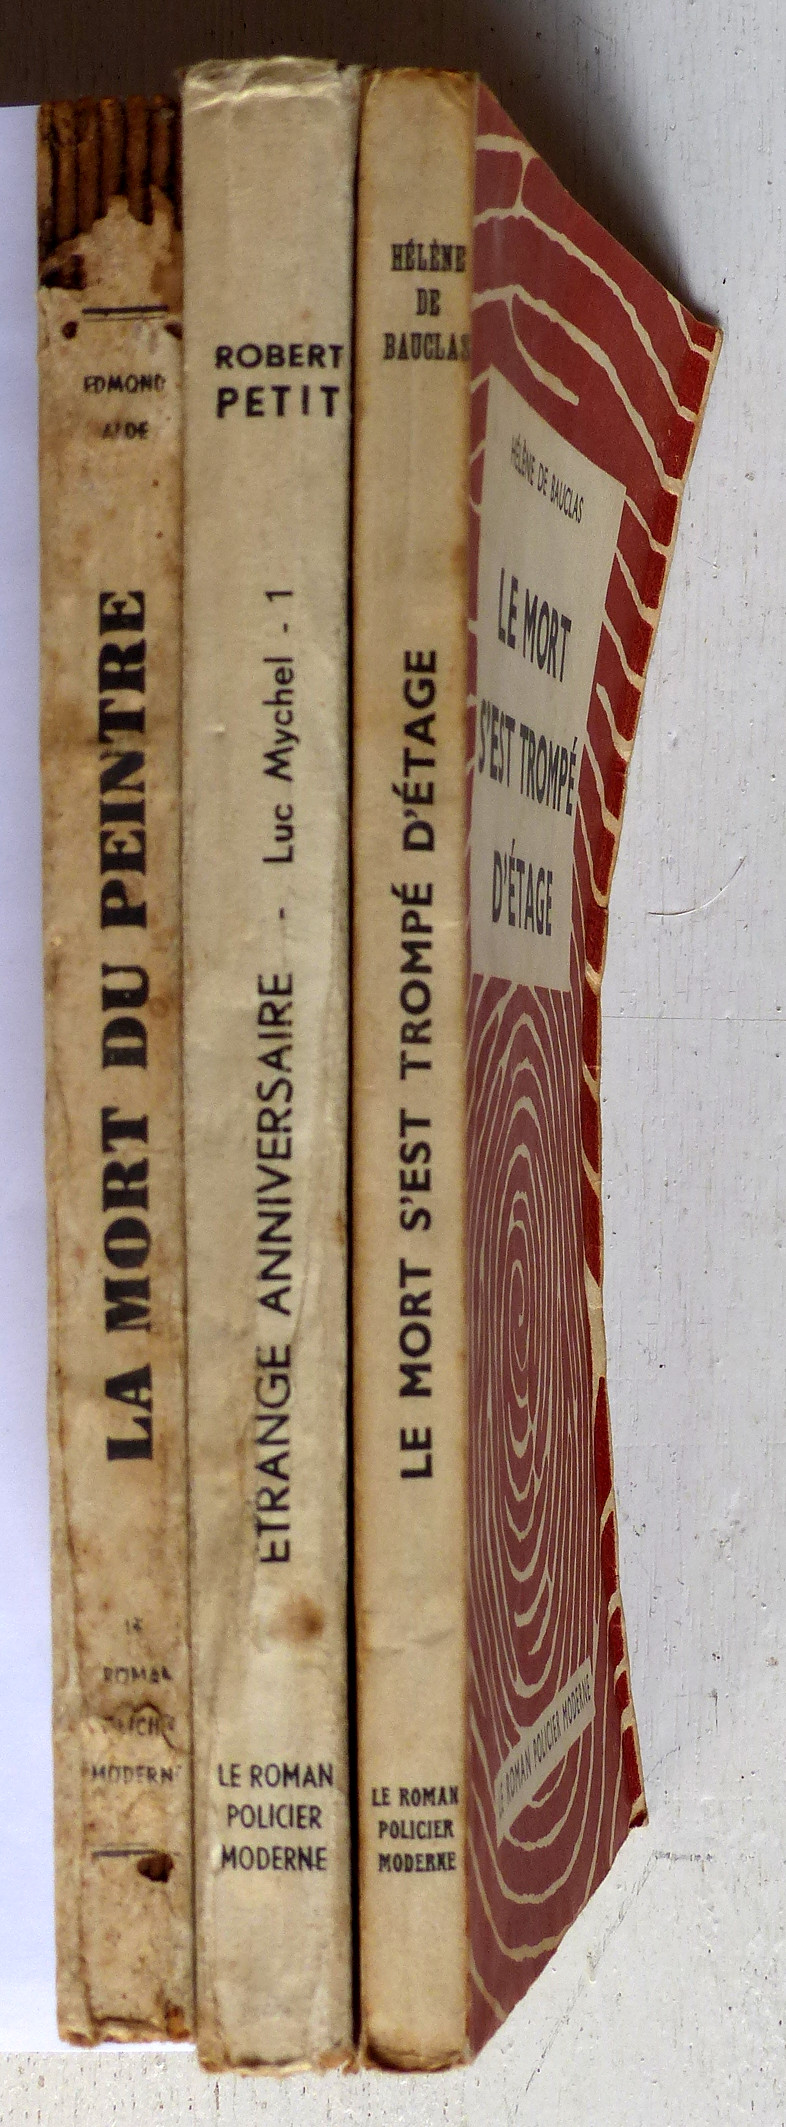 EDMOND
LA MORT DU PEINTRE
ROMAN
MODERN
ROBERT
PETIT
ETRANGE ANNIVERSAIRE - Luc Mychel - 1
LE ROMAN
POLICIER
MODERNE
HÉLÈNE
DE
BAUCLAS
LE MORT S'EST TROMPÉ D'ÉTAGE
LE ROMAN
POLICIER
MODERNE
HÉLÈNE DE BAUCLAS
LE MORT
S'EST TROMPÉ
D'ÉTAGE
LE ROMAN POLICIER MODERNE